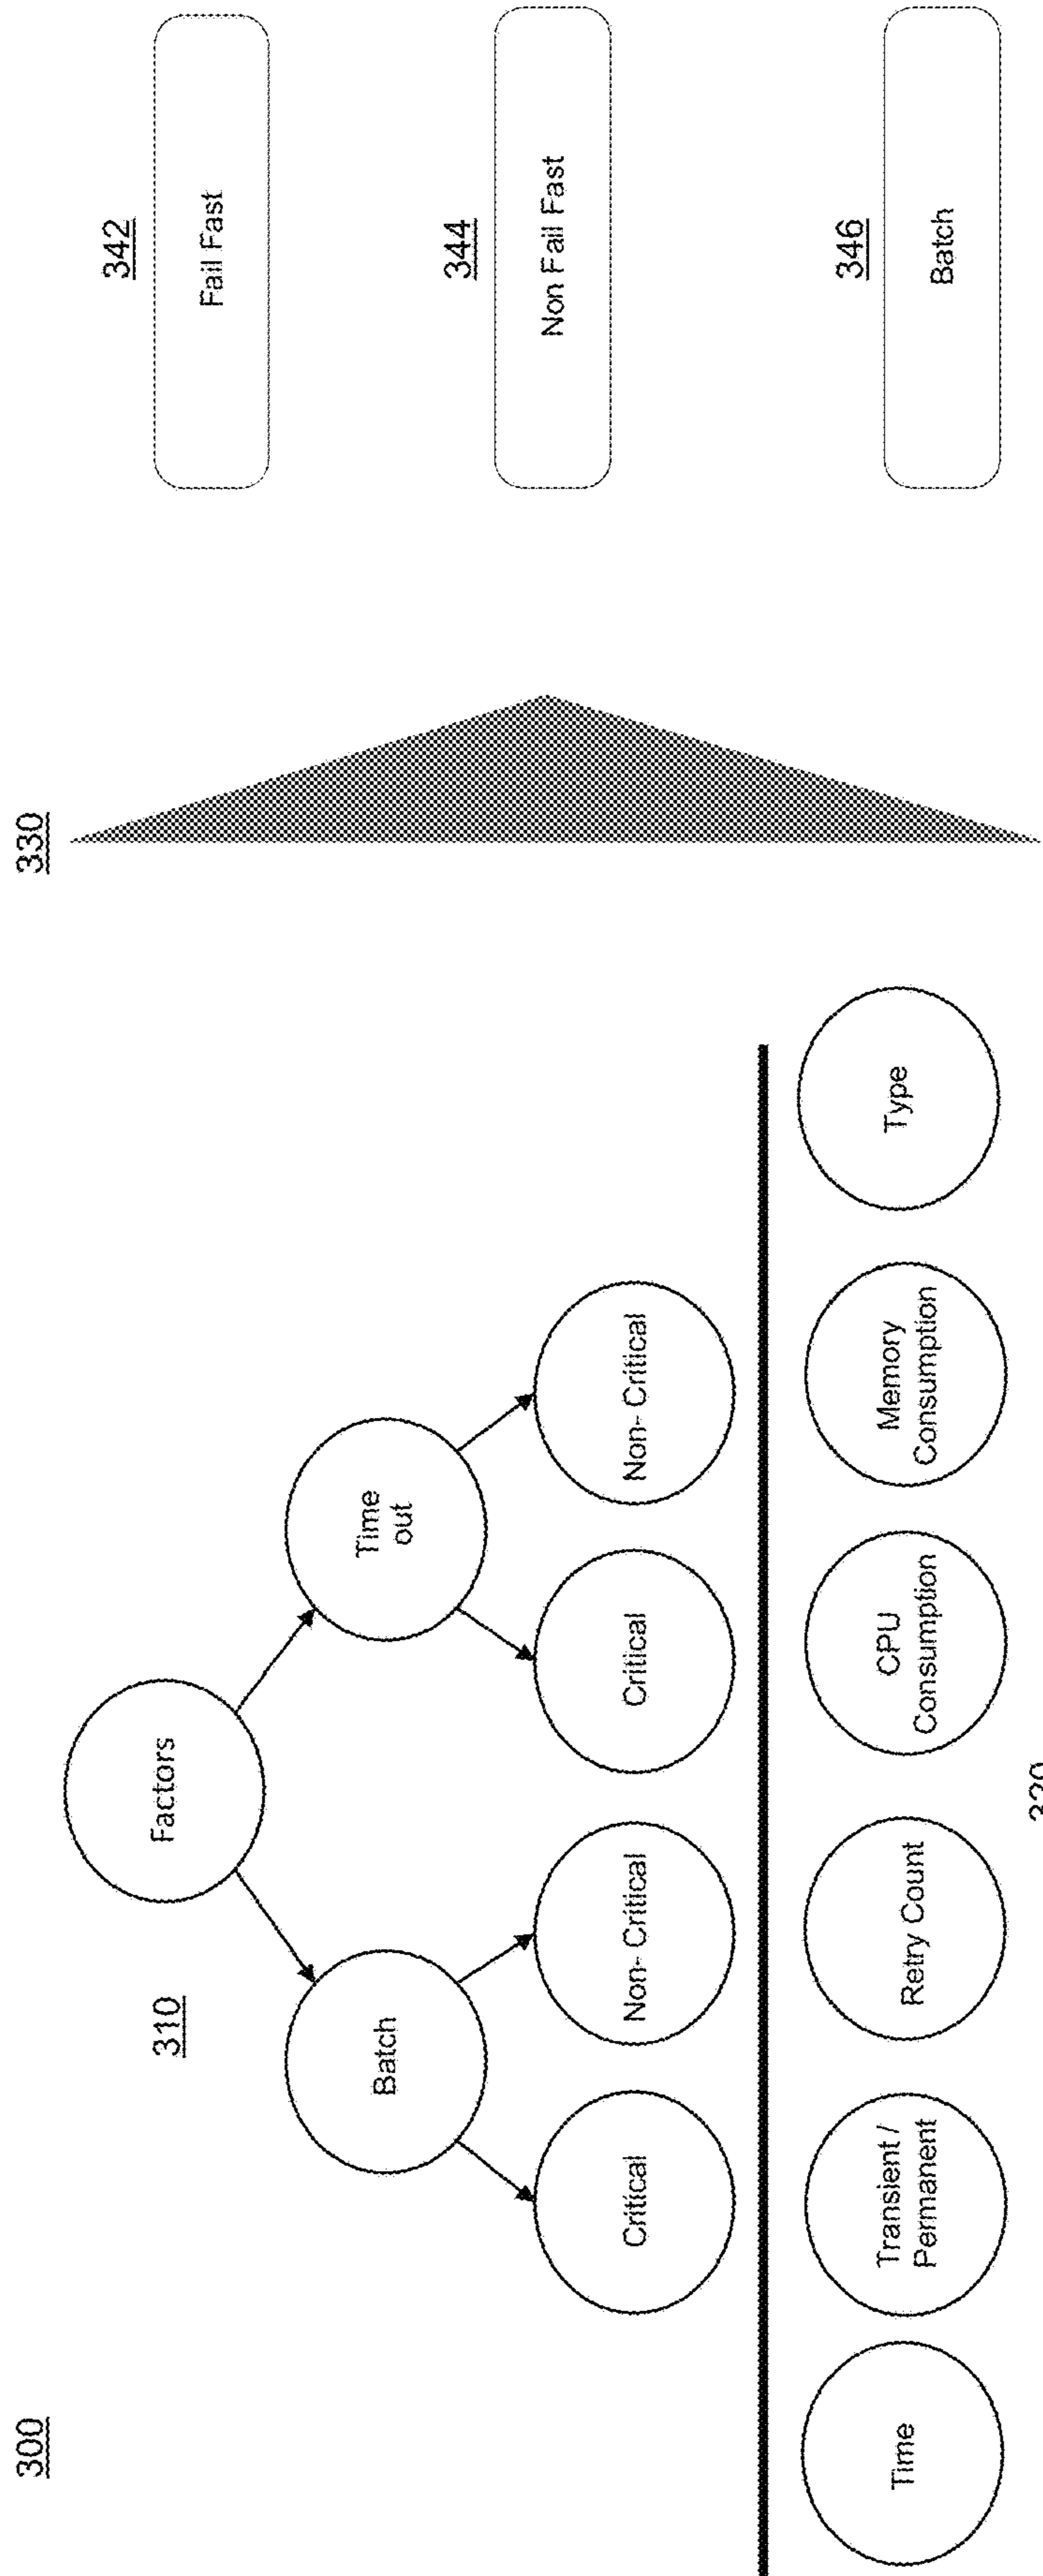 300
310
Factors
Batch
Time
out
Critical
Non- Critical
Critical
Non- Critical
Time
Transient /
Permanent
Retry Count
CPU
Consumption
Memory
Consumption
Type
320
330
342
Fail Fast
344
Non Fail Fast
346
Batch